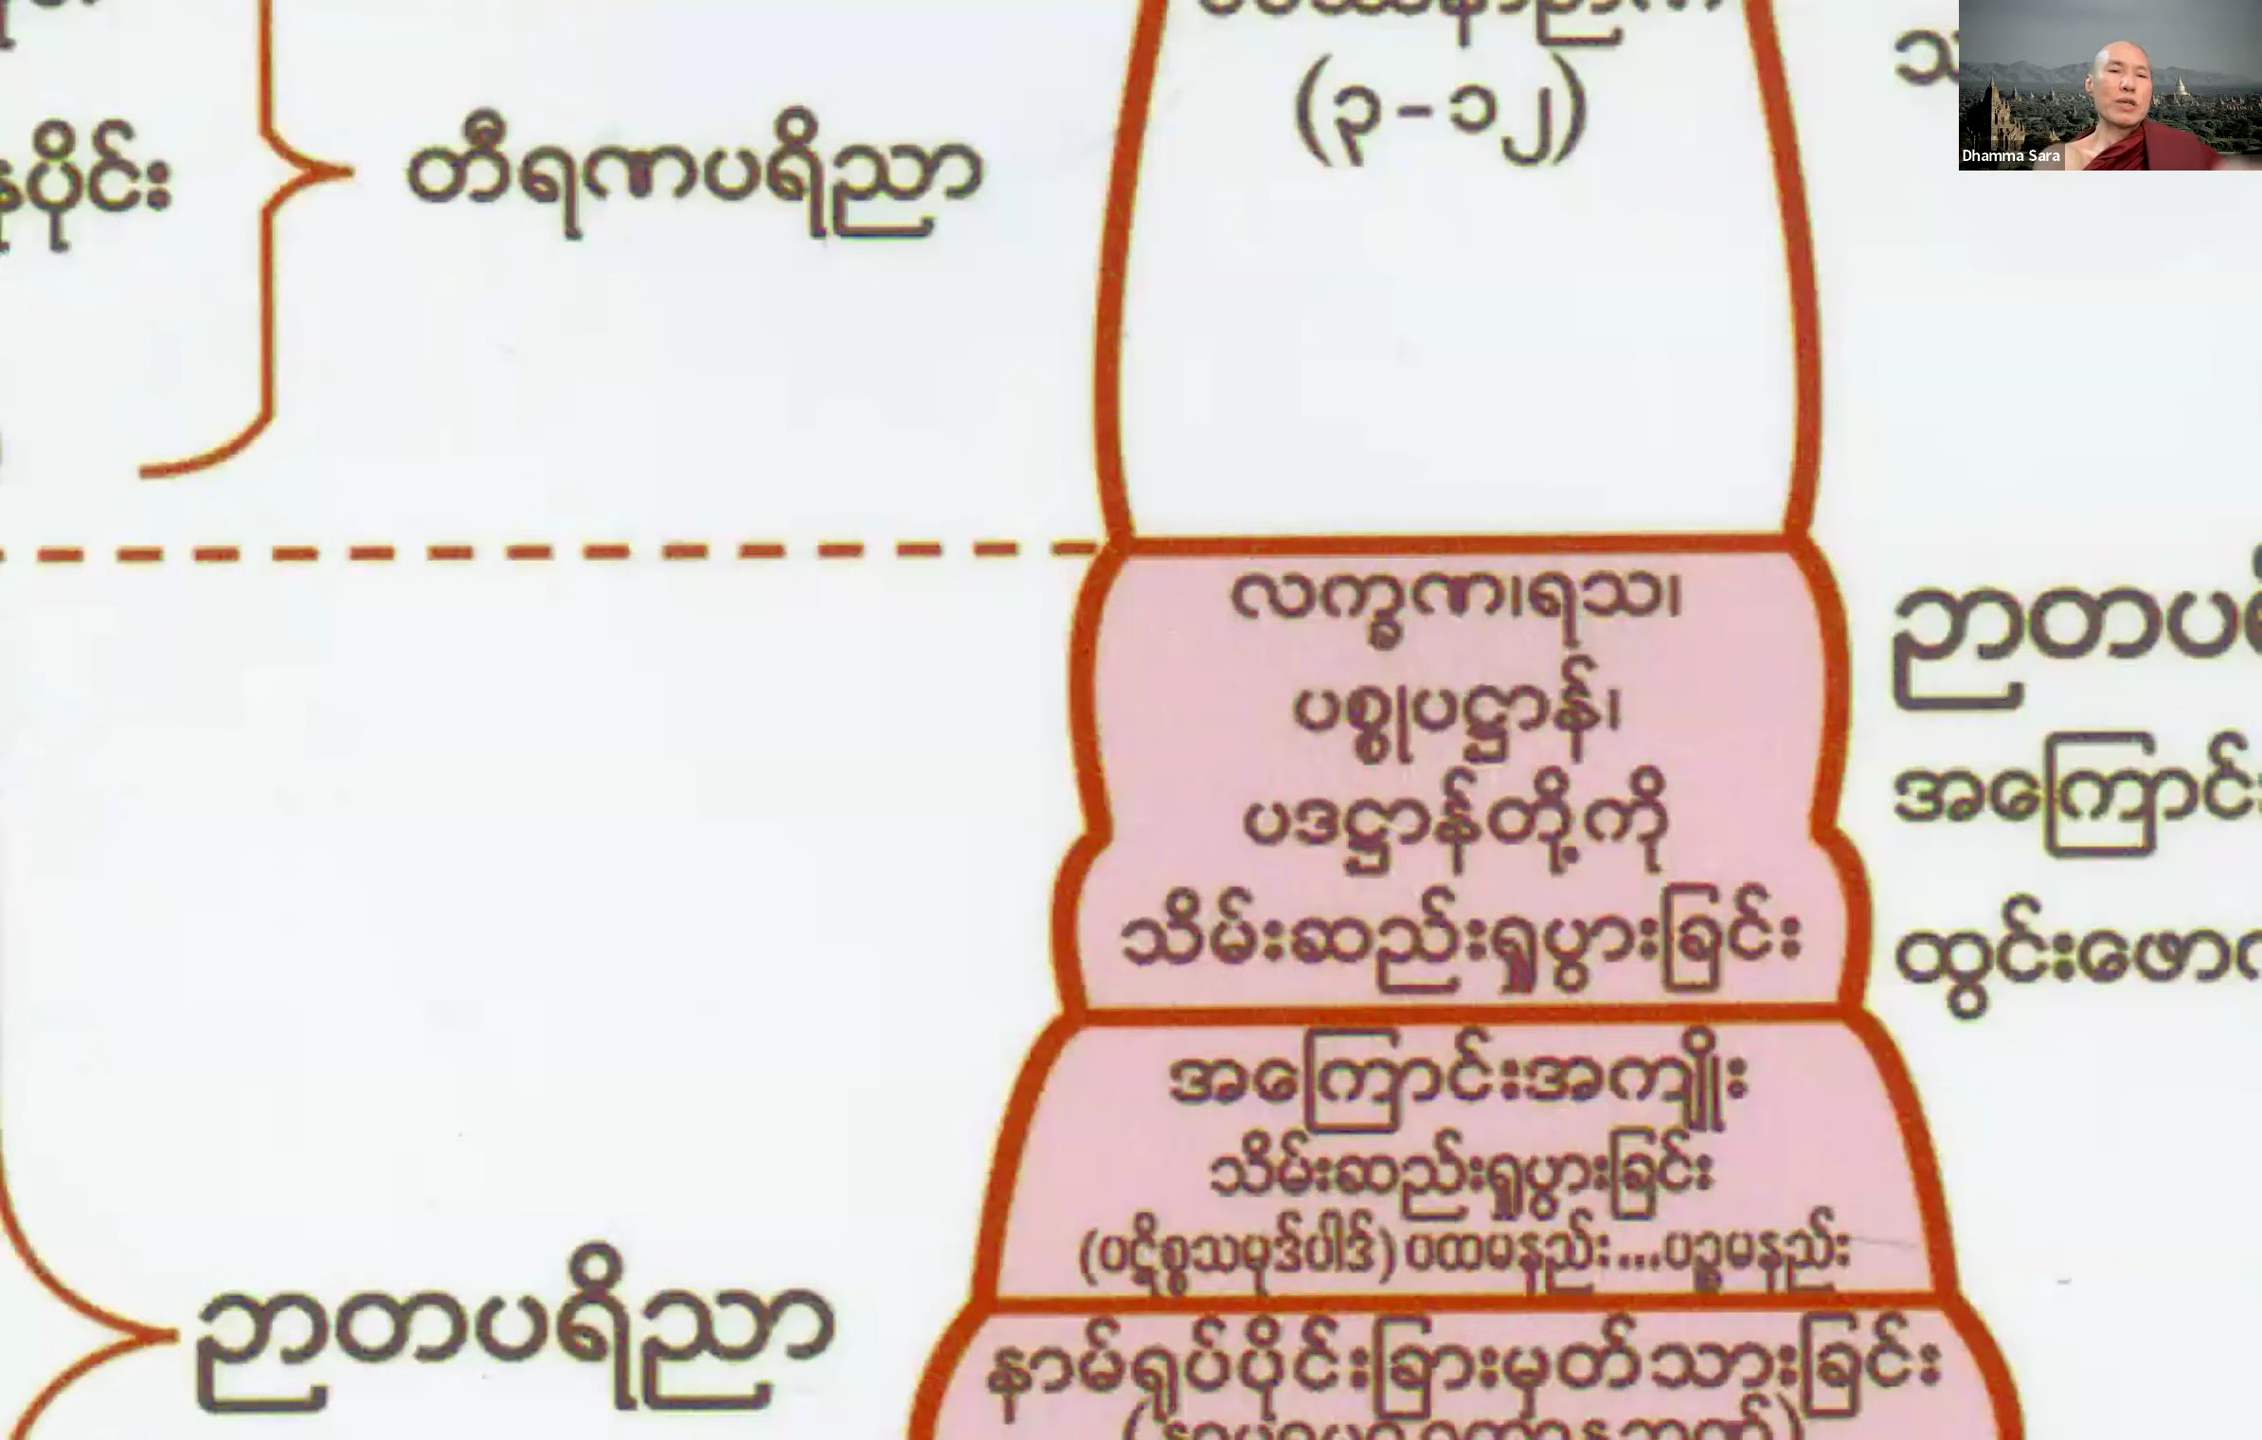 (၃-၁၂)
Dhamma Sara
ပိုင်း
တီရဏပရိညာ
လက္ခဏ၊ရသ၊
ပစ္စုပဋ္ဌာန်၊
ပဒဋ္ဌာန်တို့ကို
သိမ်းဆည်းရှုပွားခြင်း
အကြောင်းအကျိုး
သိမ်းဆည်းရှုပွားခြင်း
(ပဋိစ္စသမုဒ်ပါဒ်) ပထမနည်း...ပဉ္စမနည်း
ဉာတပ
အကြောင်း
ထွင်းဖောက
ဉာတပရိညာ
နာမ်ရုပ်ပိုင်းခြားမှတ်သားခြင်း